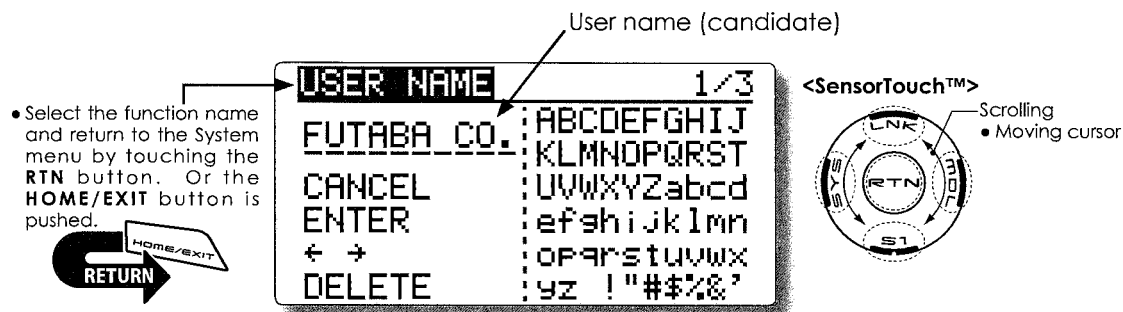 User name (candidate)
USER NAME 1/3
FUTABA CO.
CANCEL
ENTER
← →
DELETE
ABCDEFGHIJ
KLMNOPQRST
UVWXYZabcd
efghijklmn
opqrstuvwx
yz !"#$%&'
• Select the function name
and return to the System
menu by touching the
RTN button. Or the
HOME/EXIT button is
pushed.
HOME/EXIT
RETURN
<SensorTouch™>
Scrolling
• Moving cursor
LNK
SYS
RTN
MDL
S1